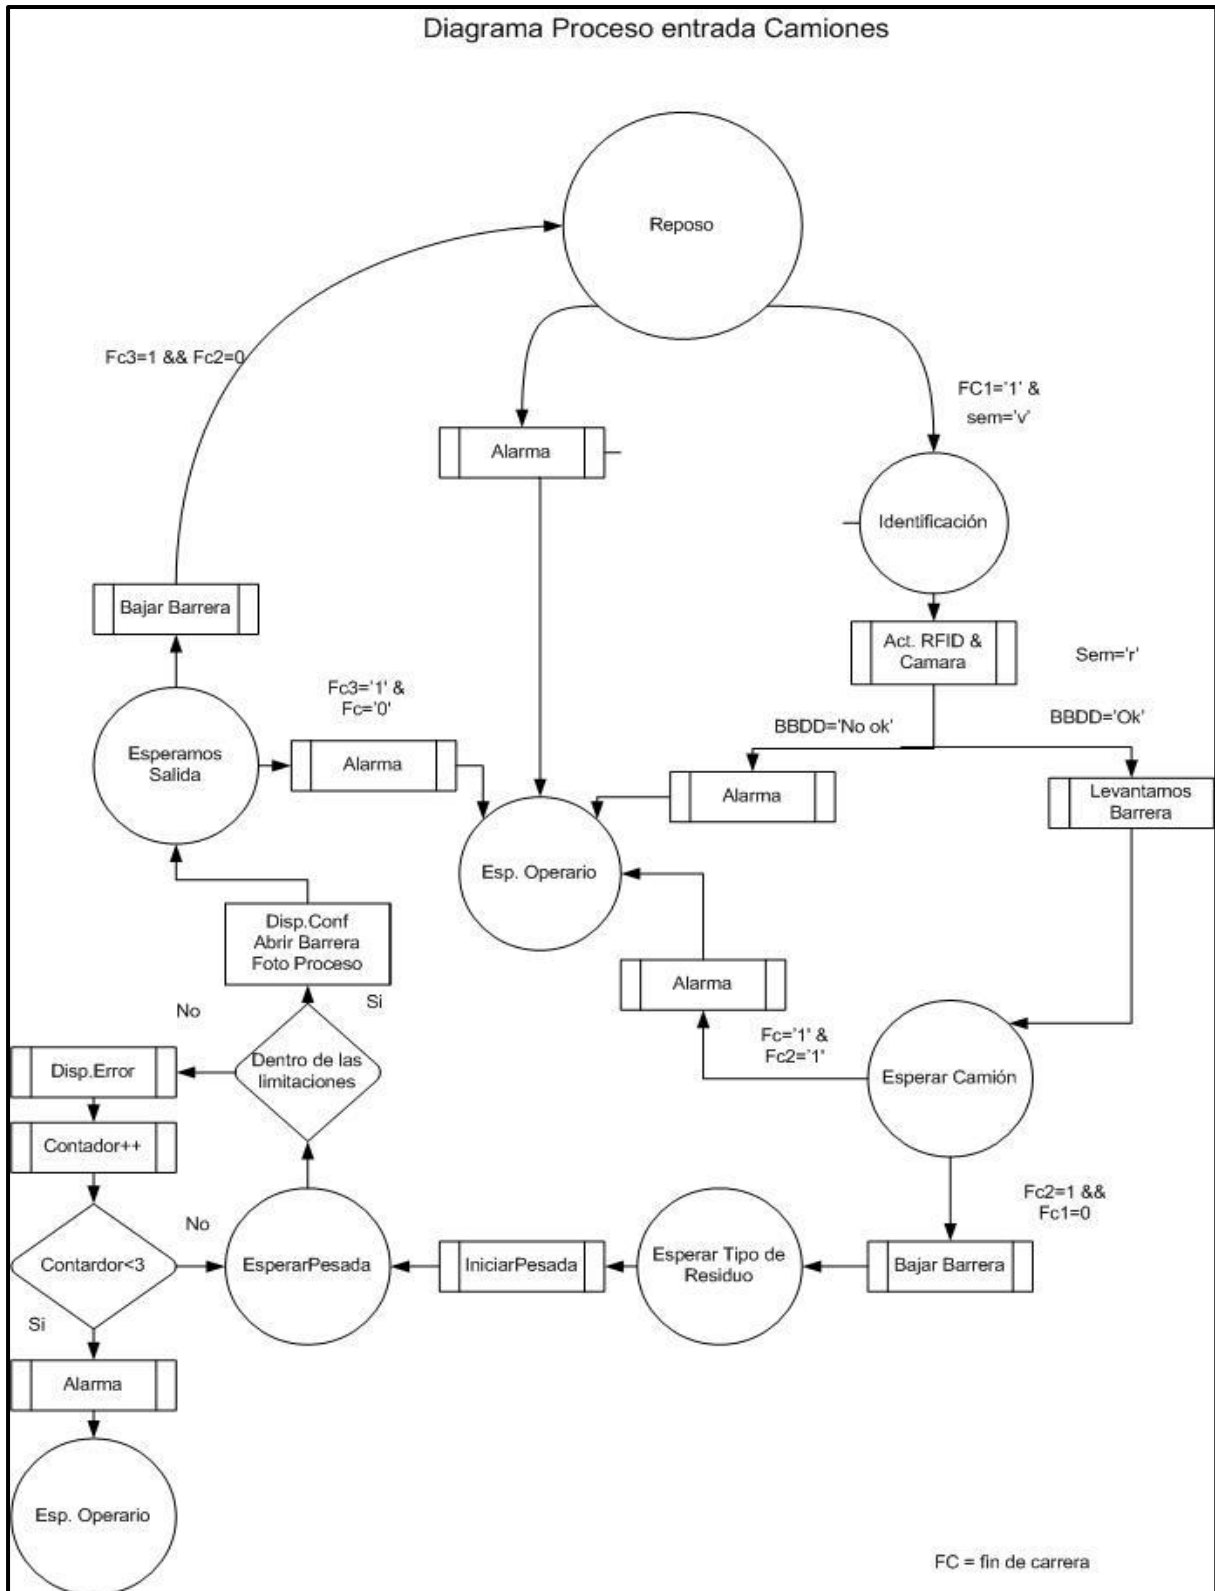 Diagrama Proceso entrada Camiones
Reposo
Fc3=1 && Fc2=0
FC1='1' &
sem='v'
Alarma
Identificación
Bajar Barrera
Act. RFID &
Camara
Sem='r'
Fc3='1' &
Fc='0'
BBDD='No ok'
BBDD='Ok'
Esperamos
Salida
Alarma
Alarma
Levantamos
Barrera
Esp. Operario
Disp.Conf
Abrir Barrera
Foto Proceso
Alarma
No
Si
Fc='1' &
Fc2='1'
Disp.Error
Dentro de las
limitaciones
Esperar Camión
Contador++
Fc2=1 &&
Fc1=0
No
Contardor<3
EsperarPesada
IniciarPesada
Esperar Tipo de
Residuo
Bajar Barrera
Si
Alarma
Esp. Operario
FC = fin de carrera